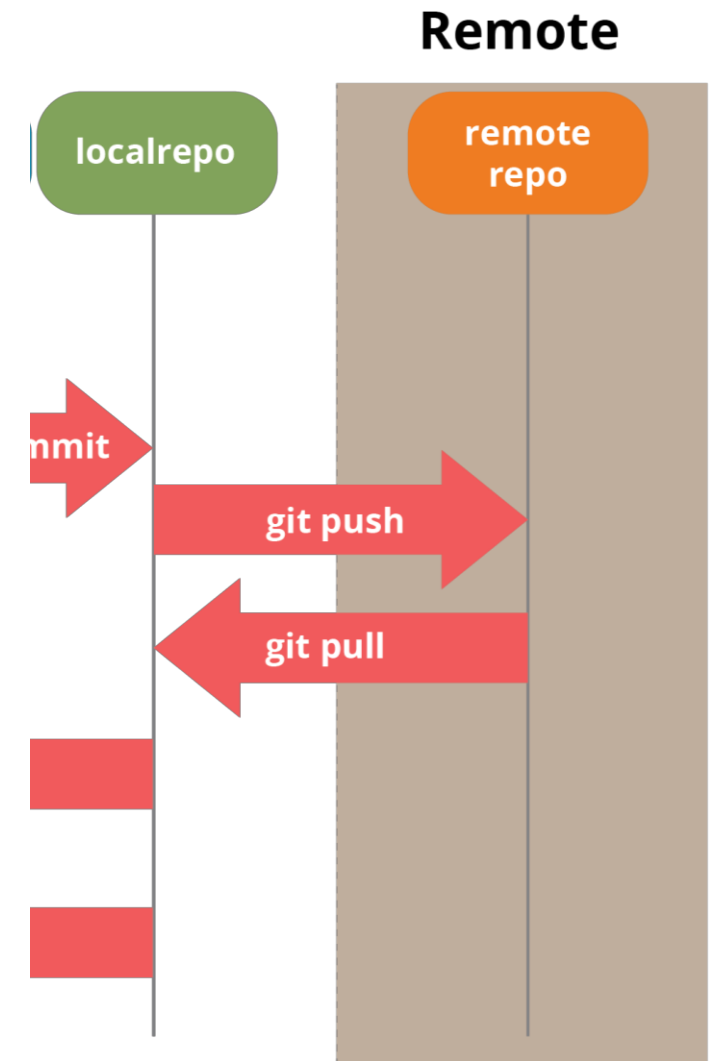 Remote
localrepo
remote
repo
mmit
git push
git pull